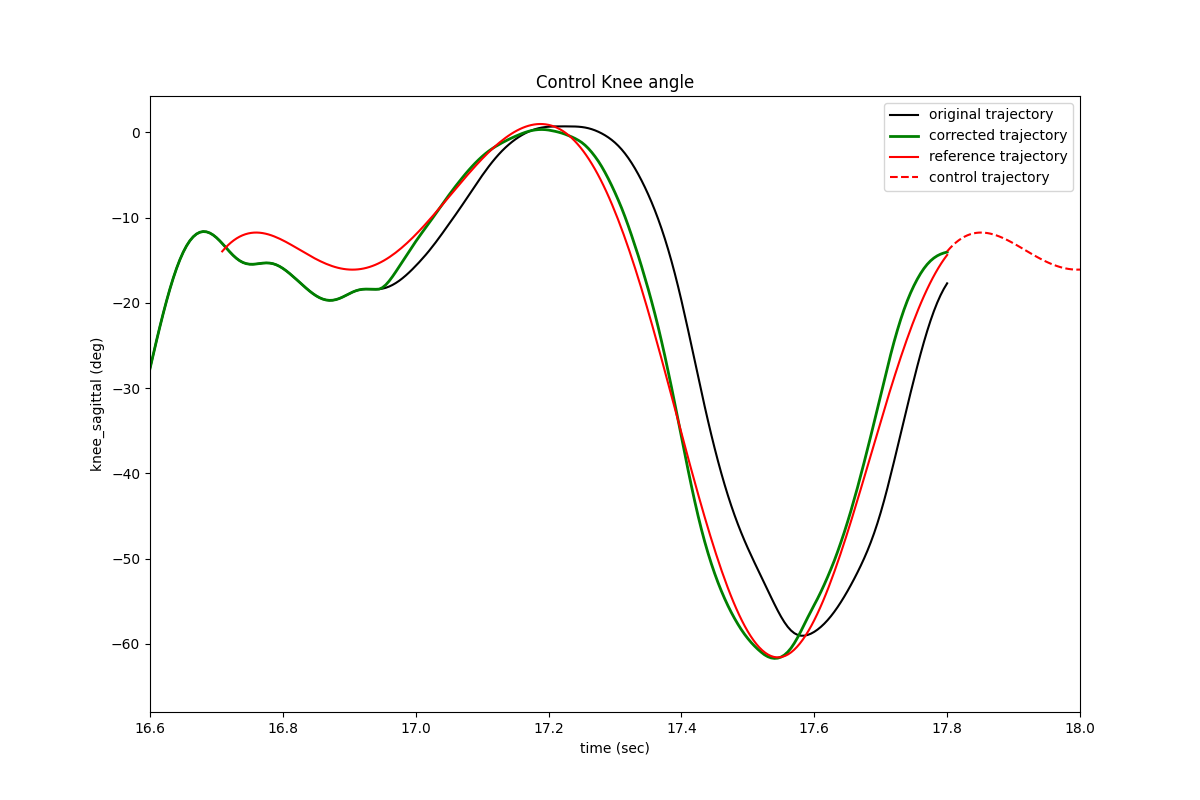 Control Knee angle
original trajectory
corrected trajectory
reference trajectory
control trajectory
0
−10
−20
−30
−40
−50
−60
knee_sagittal (deg)
16.6 16.8 17.0 17.2 17.4 17.6 17.8 18.0
time (sec)